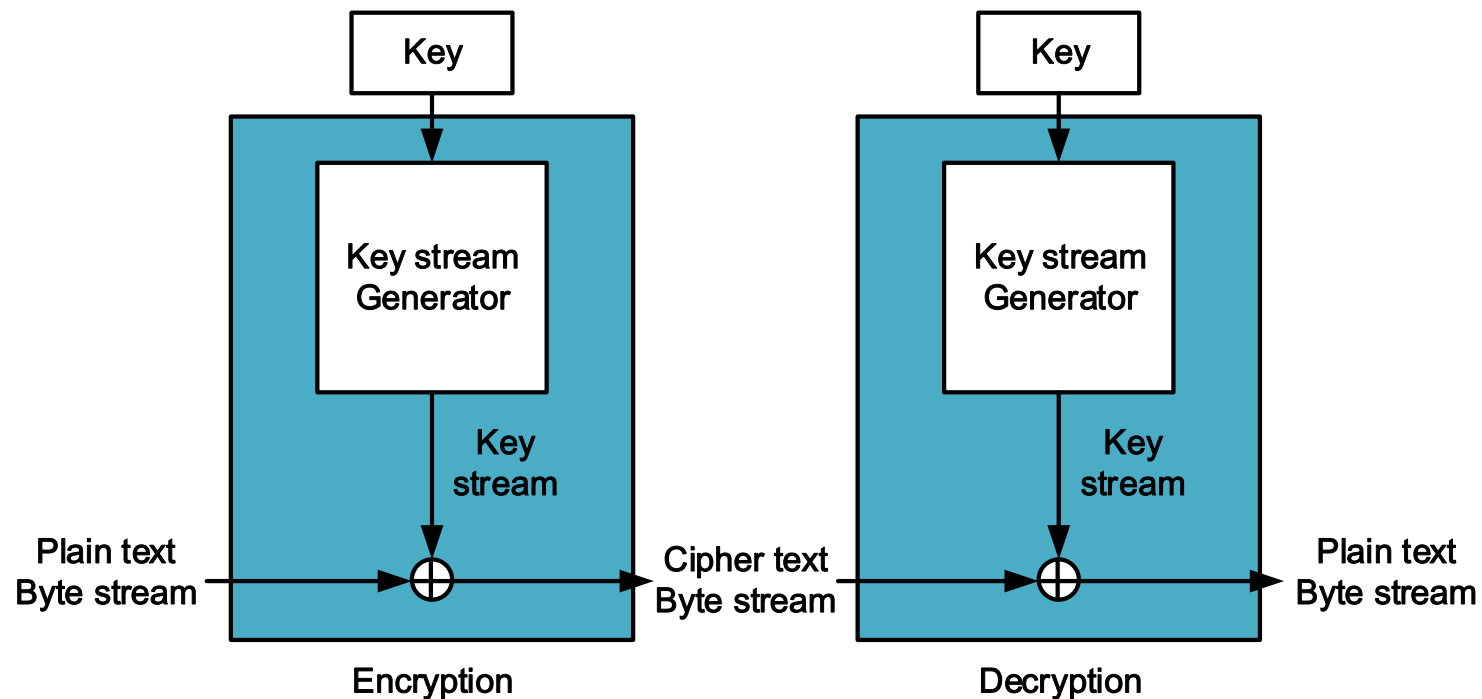 Key
Key
Key stream
Generator
Key stream
Generator
Key
stream
Key
stream
Plain text
Byte stream
Cipher text
Byte stream
Plain text
Byte stream
Encryption
Decryption